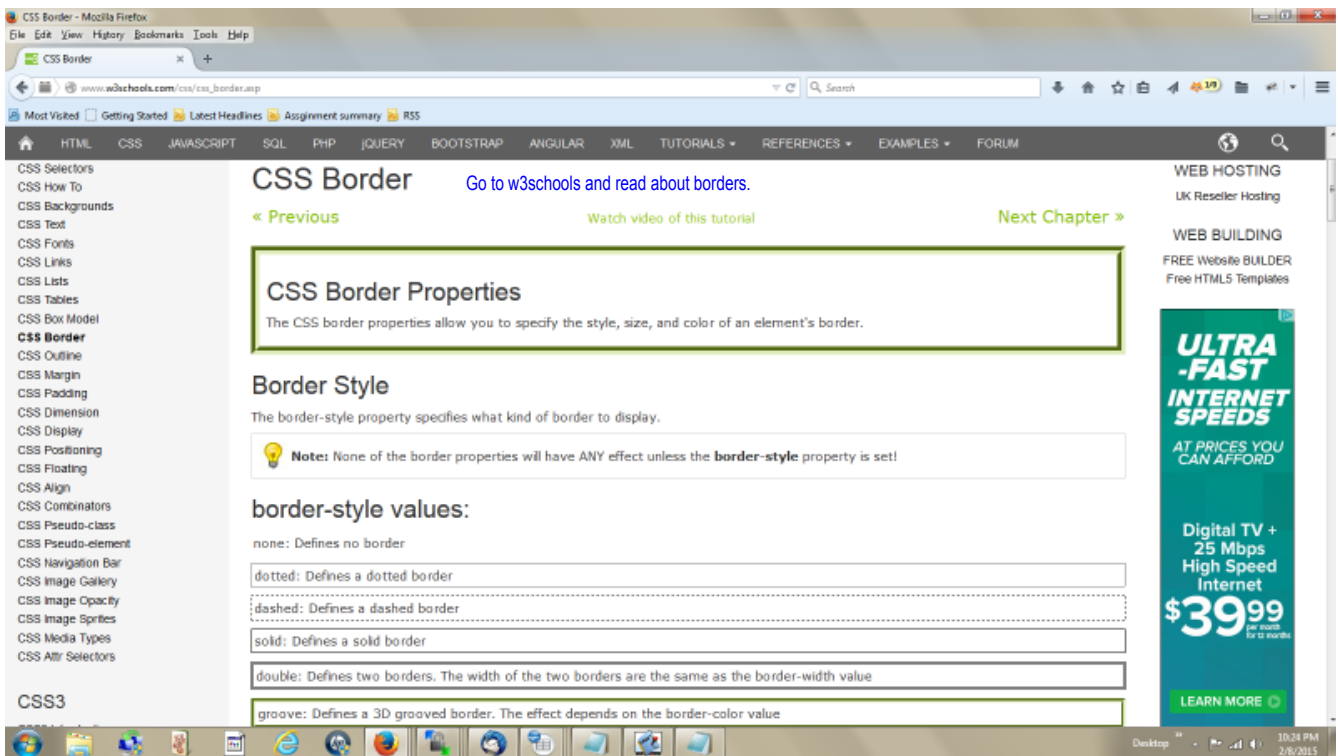 CSS Border - Mozilla Firefox
File Edit View History Bookmarks Tools Help
CSS Border × +
www.w3schools.com/css/css_border.asp Search
Most Visited Getting Started Latest Headlines Assginment summary RSS
HTML CSS JAVASCRIPT SQL PHP jQUERY BOOTSTRAP ANGULAR XML TUTORIALS REFERENCES EXAMPLES FORUM
CSS Selectors
CSS How To
CSS Backgrounds
CSS Text
CSS Fonts
CSS Links
CSS Lists
CSS Tables
CSS Box Model
CSS Border
CSS Outline
CSS Margin
CSS Padding
CSS Dimension
CSS Display
CSS Positioning
CSS Floating
CSS Align
CSS Combinators
CSS Pseudo-class
CSS Pseudo-element
CSS Navigation Bar
CSS Image Gallery
CSS Image Opacity
CSS Image Sprites
CSS Media Types
CSS Attr Selectors
CSS3
CSS Border
Go to w3schools and read about borders.
« Previous
Watch video of this tutorial
Next Chapter »
CSS Border Properties
The CSS border properties allow you to specify the style, size, and color of an element's border.
Border Style
The border-style property specifies what kind of border to display.
Note: None of the border properties will have ANY effect unless the border-style property is set!
border-style values:
none: Defines no border
dotted: Defines a dotted border
dashed: Defines a dashed border
solid: Defines a solid border
double: Defines two borders. The width of the two borders are the same as the border-width value
groove: Defines a 3D grooved border. The effect depends on the border-color value
WEB HOSTING
UK Reseller Hosting
WEB BUILDING
FREE Website BUILDER
Free HTML5 Templates
ULTRA
-FAST
INTERNET
SPEEDS
AT PRICES YOU
CAN AFFORD
Digital TV +
25 Mbps
High Speed
Internet
$3999
per month
for 12 months
LEARN MORE
Desktop
10:24 PM
2/8/2015